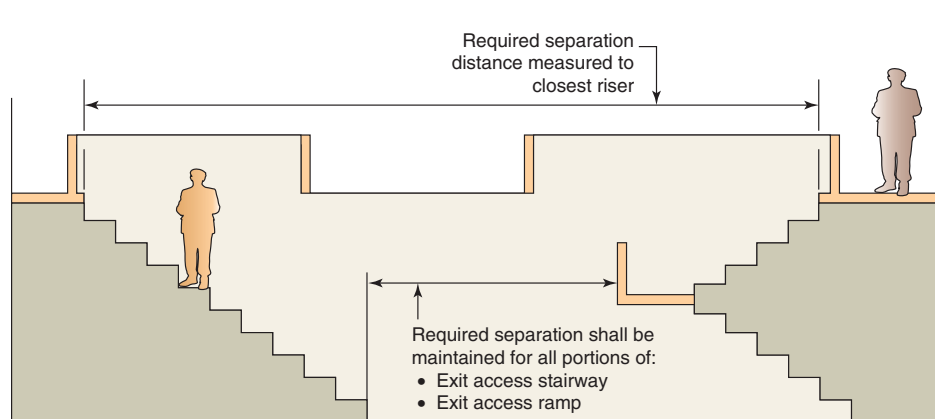 Required separation
distance measured to
closest riser
Required separation shall be
maintained for all portions of:
• Exit access stairway
• Exit access ramp